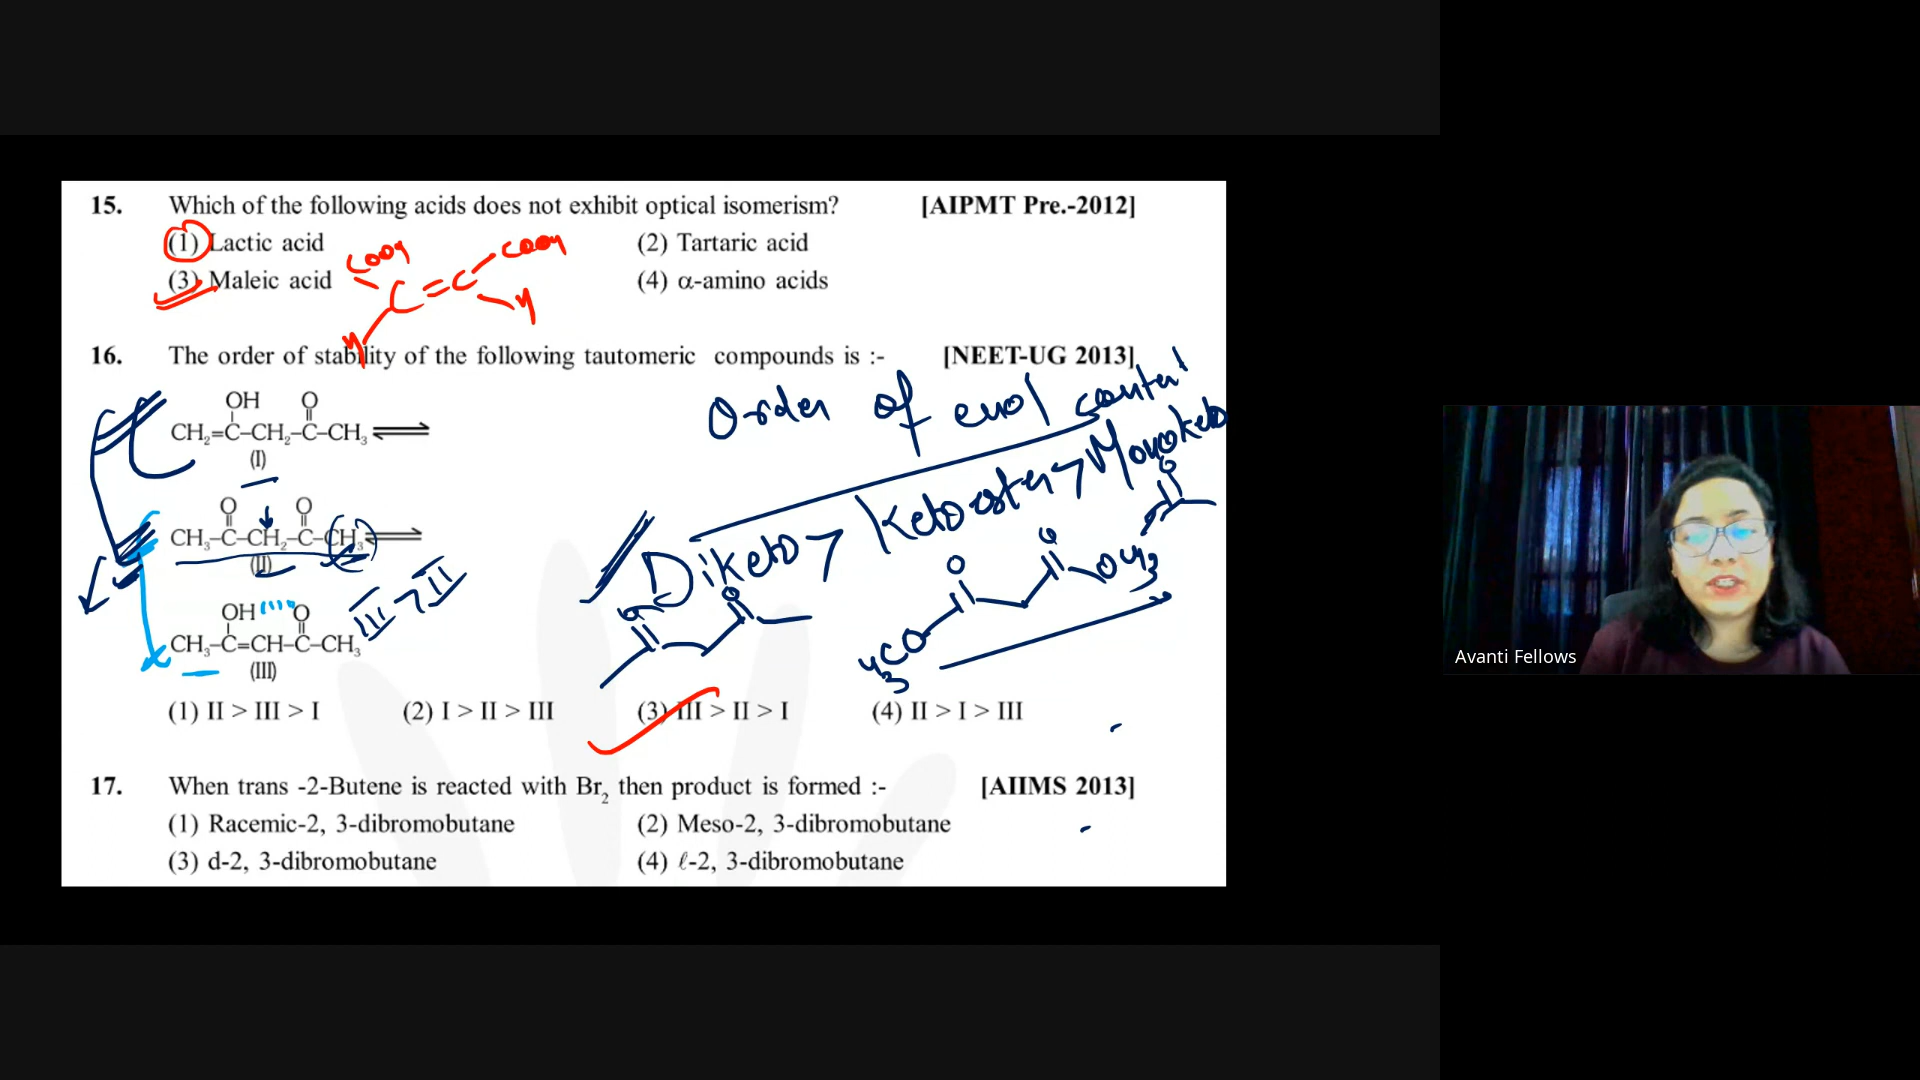 15. Which of the following acids does not exhibit optical isomerism? [AIPMT Pre.-2012]
(1) Lactic acid (2) Tartaric acid
(3) Maleic acid (4) α-amino acids
COOH C=C COOH
H H
16. The order of stability of the following tautomeric compounds is :- [NEET-UG 2013]
OH O
CH₂=C–CH₂–C–CH₃ ⇌
(I)
O O
CH₃–C–CH₂–C–CH₃ ⇌
(II)
OH O
CH₃–C=CH–C–CH₃
(III)
III > II
Order of enol content
Diketo > Ketoester > Monoketo
O O
O O OCH₃
H₃CO
O
(1) II > III > I (2) I > II > III (3) III > II > I (4) II > I > III
17. When trans -2-Butene is reacted with Br₂ then product is formed :- [AIIMS 2013]
(1) Racemic-2, 3-dibromobutane (2) Meso-2, 3-dibromobutane
(3) d-2, 3-dibromobutane (4) ℓ-2, 3-dibromobutane
Avanti Fellows